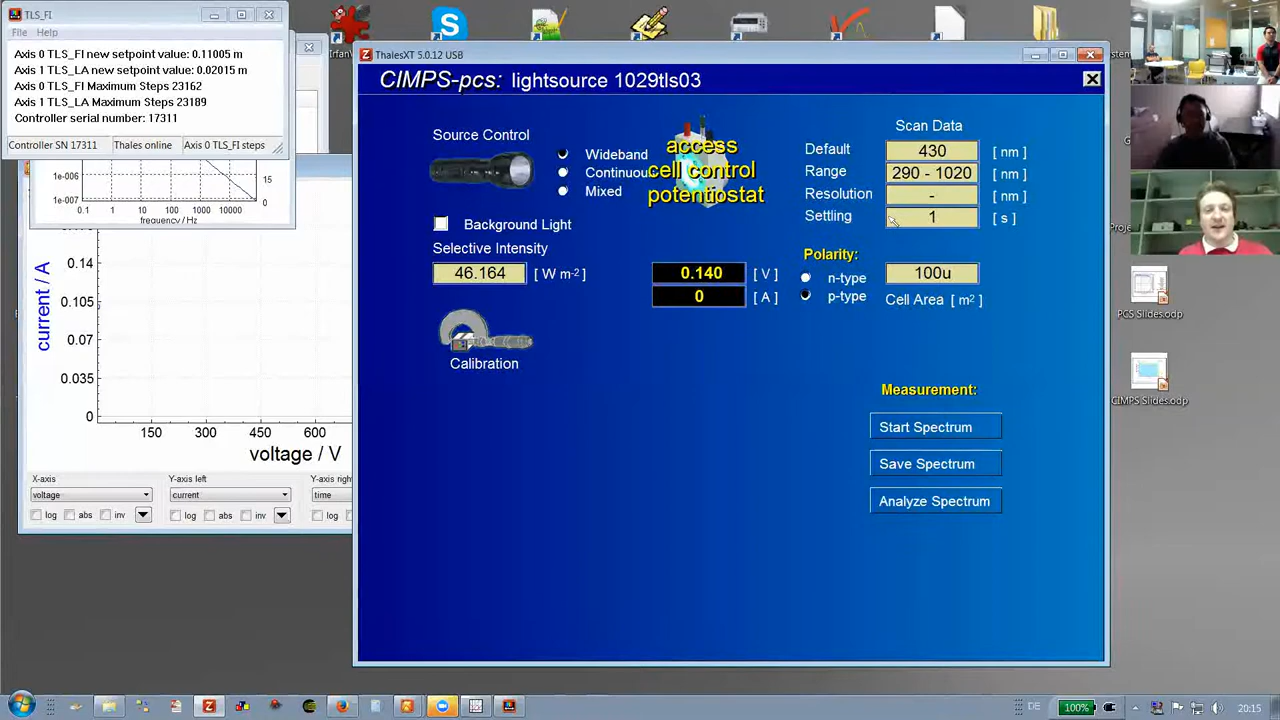 TLS_FI
File Help
Axis 0 TLS_FI new setpoint value: 0.11005 m
Axis 1 TLS_LA new setpoint value: 0.02015 m
Axis 0 TLS_FI Maximum Steps 23162
Axis 1 TLS_LA Maximum Steps 23189
Controller serial number: 17311
Controller SN 17311 Thales online Axis 0 TLS_FI steps
1e-006
1e-007
15
0
0.1 1 10 100 1000 10000
frequency / Hz
current / A
0.14
0.105
0.07
0.035
0
150 300 450 600
voltage / V
X-axis Y-axis left Y-axis right
voltage current time
log abs inv log abs inv log
ThalesXT 5.0.12 USB
CIMPS-pcs: lightsource 1029tls03
Source Control
Wideband
Continuous
Mixed
Background Light
Selective Intensity
46.164 [ W m-2 ]
Calibration
access
cell control
potentiostat
0.140 [ V ]
0 [ A ]
Scan Data
Default 430 [ nm ]
Range 290 - 1020 [ nm ]
Resolution - [ nm ]
Settling 1 [ s ]
Polarity:
n-type
p-type
100u
Cell Area [ m2 ]
Measurement:
Start Spectrum
Save Spectrum
Analyze Spectrum
PCS Slides.odp
CIMPS Slides.odp
DE 100% 20:15